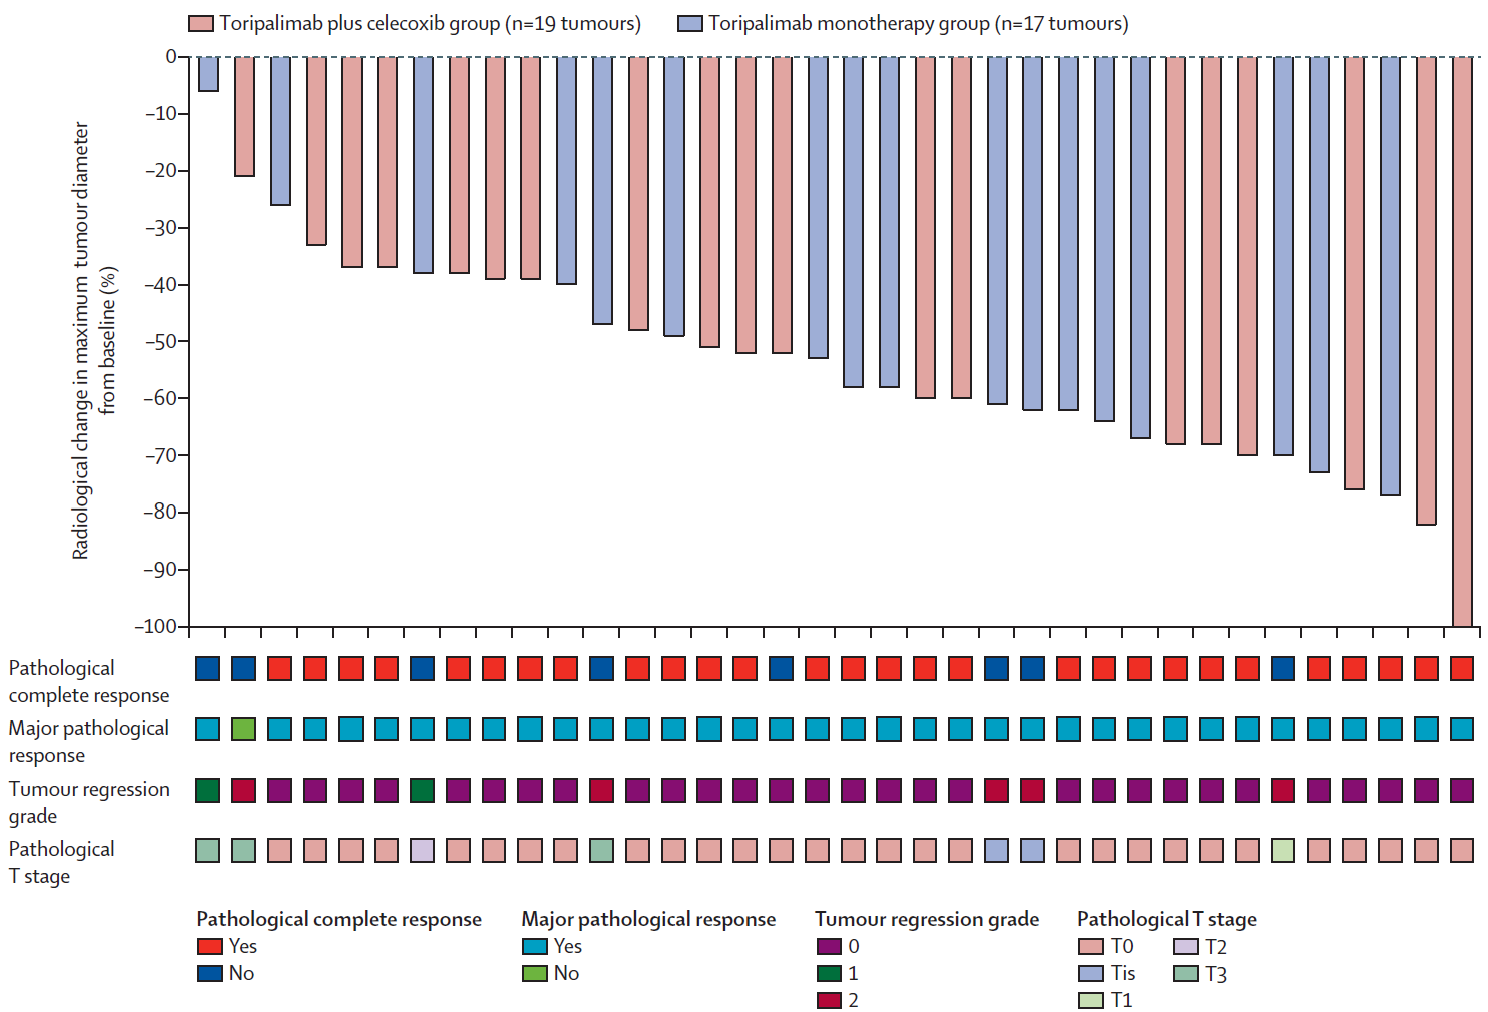 Toripalimab plus celecoxib group (n=19 tumours)
Toripalimab monotherapy group (n=17 tumours)
0
–10
–20
–30
–40
–50
–60
–70
–80
–90
–100
Radiological change in maximum tumour diameter
from baseline (%)
Pathological
complete response
Major pathological
response
Tumour regression
grade
Pathological
T stage
Pathological complete response
Yes
No
Major pathological response
Yes
No
Tumour regression grade
0
1
2
Pathological T stage
T0
Tis
T1
T2
T3